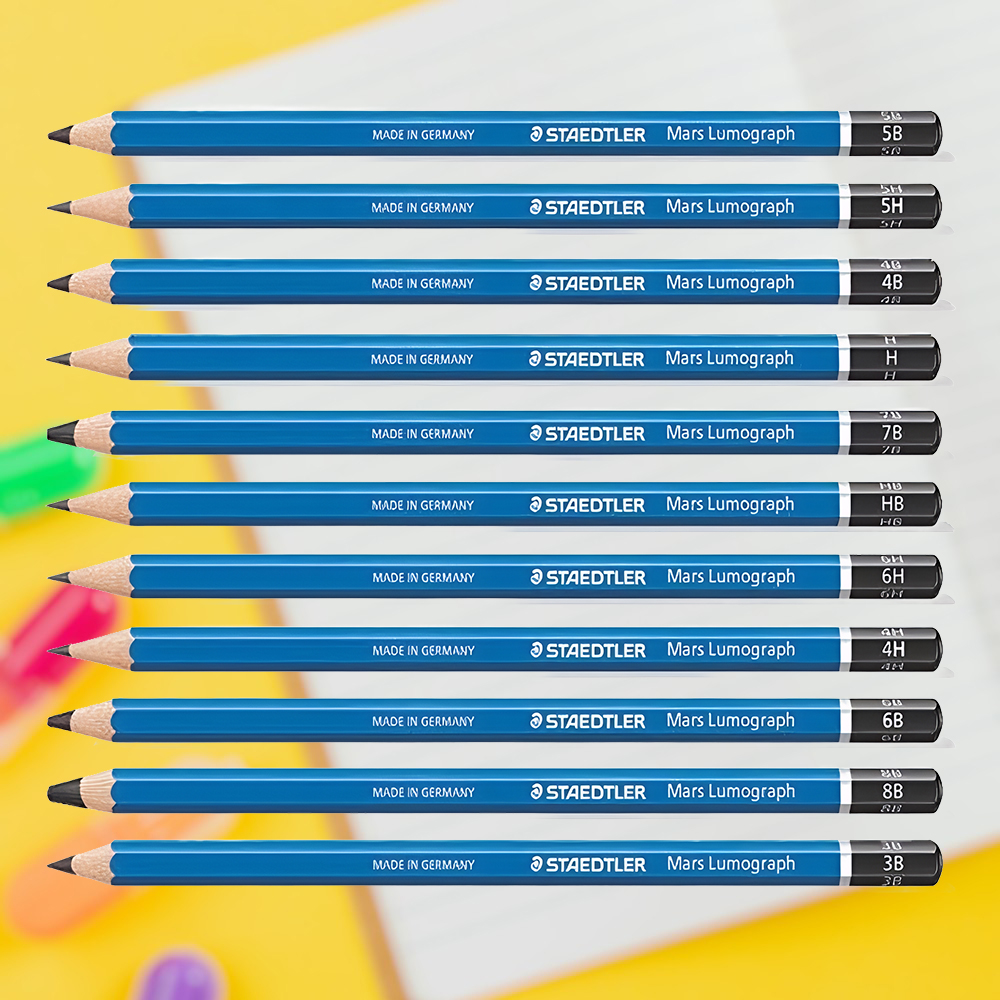 MADE IN GERMANY STAEDTLER Mars Lumograph 5B
MADE IN GERMANY STAEDTLER Mars Lumograph 5H
MADE IN GERMANY STAEDTLER Mars Lumograph 4B
MADE IN GERMANY STAEDTLER Mars Lumograph H
MADE IN GERMANY STAEDTLER Mars Lumograph 7B
MADE IN GERMANY STAEDTLER Mars Lumograph HB
MADE IN GERMANY STAEDTLER Mars Lumograph 6H
MADE IN GERMANY STAEDTLER Mars Lumograph 4H
MADE IN GERMANY STAEDTLER Mars Lumograph 6B
MADE IN GERMANY STAEDTLER Mars Lumograph 8B
MADE IN GERMANY STAEDTLER Mars Lumograph 3B